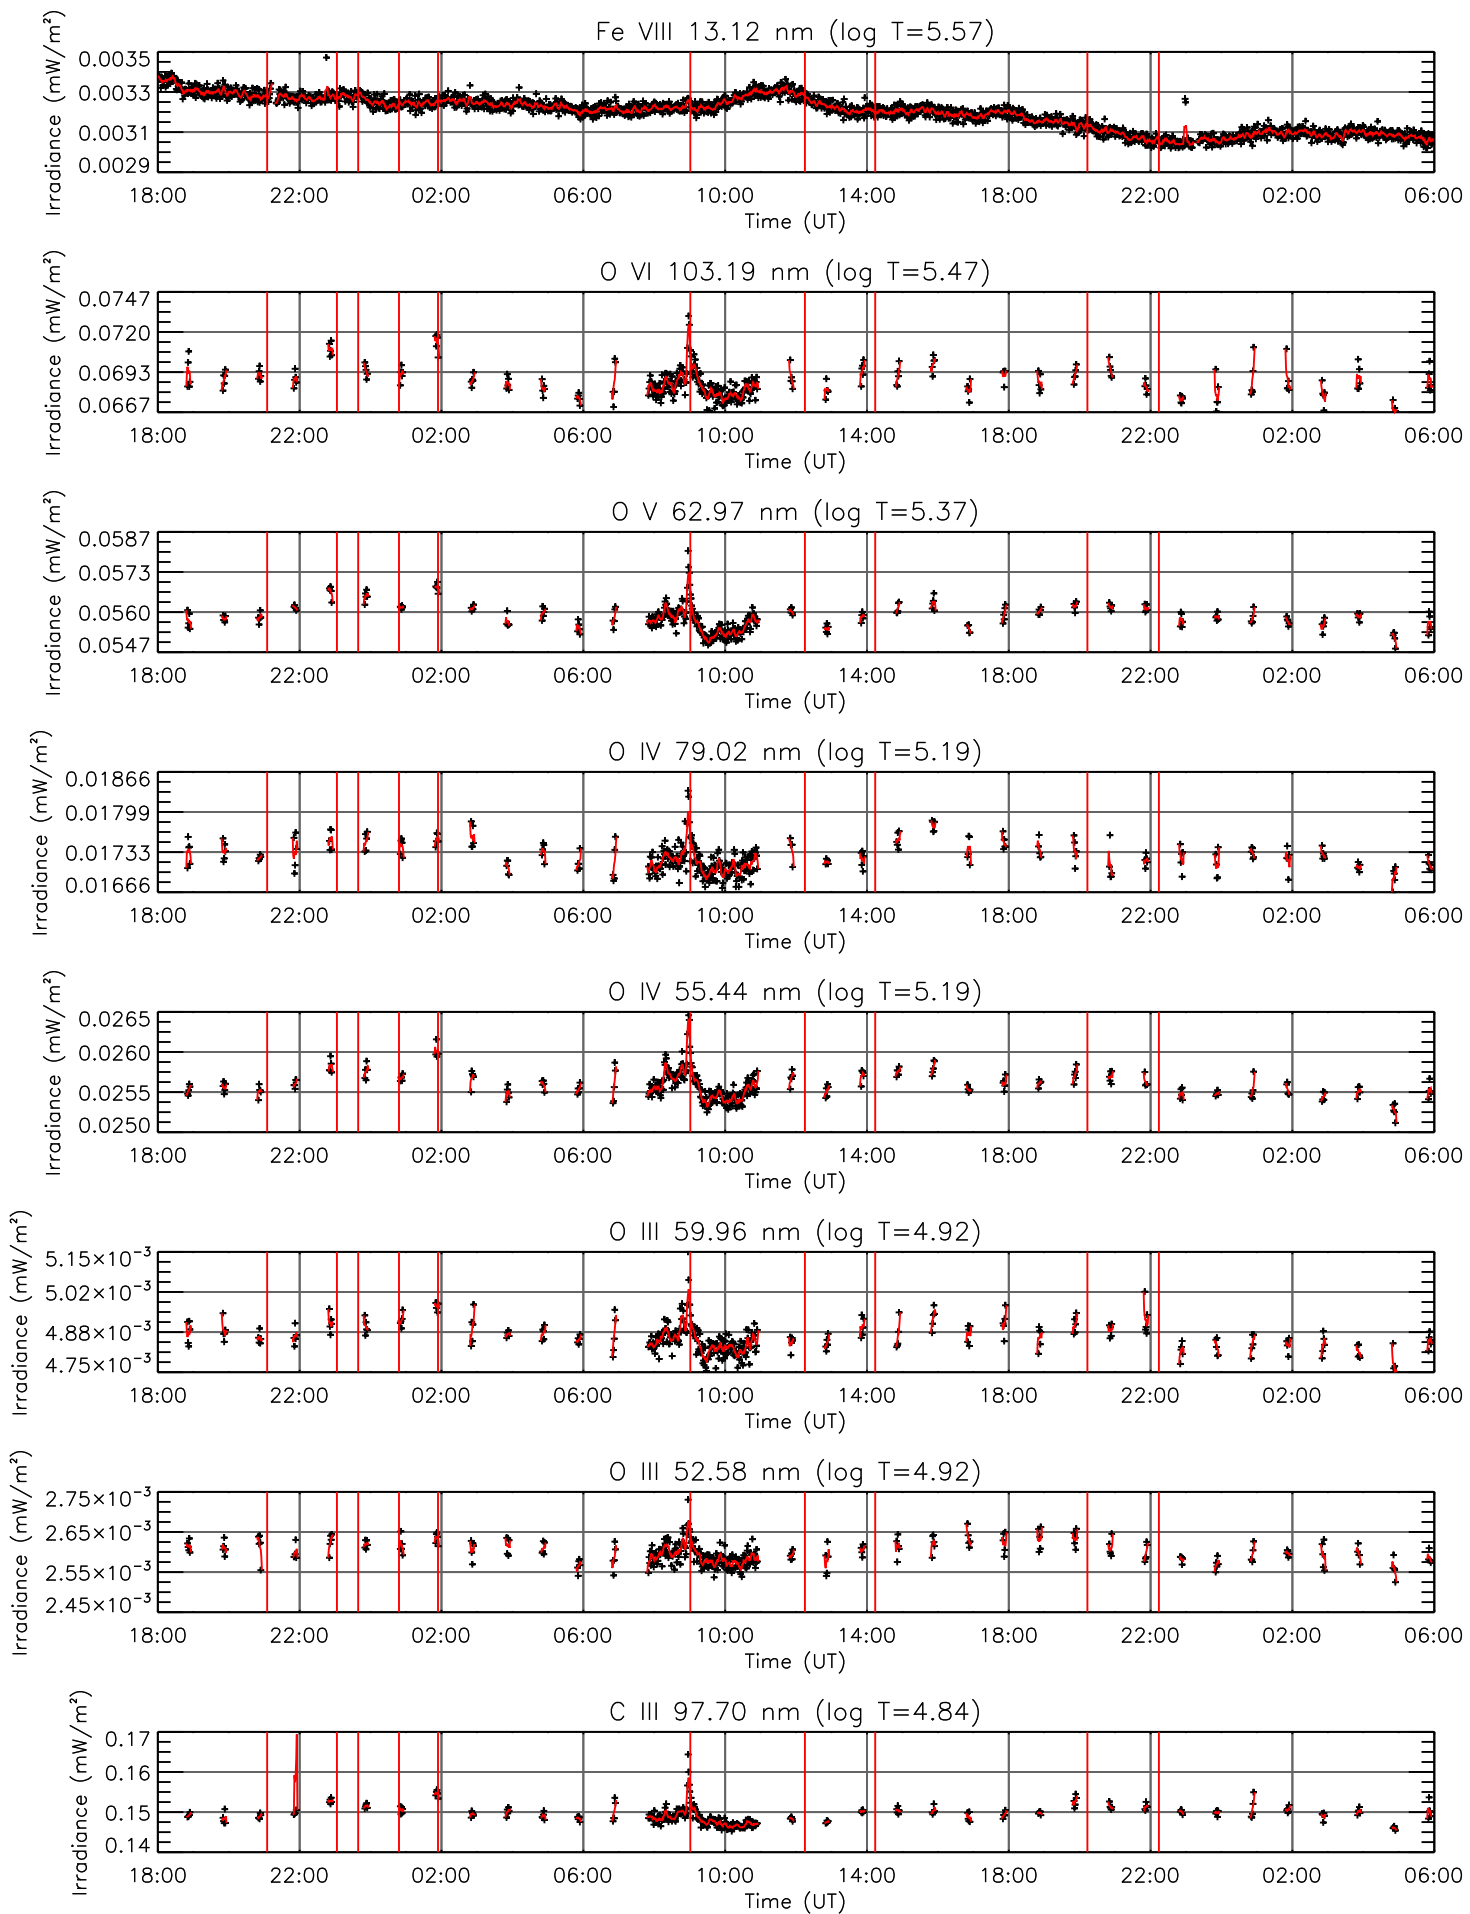 Fe VIII 13.12 nm (log T=5.57)
Irradiance (mW/m²)
0.0035
0.0033
0.0031
0.0029
18:00 22:00 02:00 06:00 10:00 14:00 18:00 22:00 02:00 06:00
Time (UT)
O VI 103.19 nm (log T=5.47)
Irradiance (mW/m²)
0.0747
0.0720
0.0693
0.0667
18:00 22:00 02:00 06:00 10:00 14:00 18:00 22:00 02:00 06:00
Time (UT)
O V 62.97 nm (log T=5.37)
Irradiance (mW/m²)
0.0587
0.0573
0.0560
0.0547
18:00 22:00 02:00 06:00 10:00 14:00 18:00 22:00 02:00 06:00
Time (UT)
O IV 79.02 nm (log T=5.19)
Irradiance (mW/m²)
0.01866
0.01799
0.01733
0.01666
18:00 22:00 02:00 06:00 10:00 14:00 18:00 22:00 02:00 06:00
Time (UT)
O IV 55.44 nm (log T=5.19)
Irradiance (mW/m²)
0.0265
0.0260
0.0255
0.0250
18:00 22:00 02:00 06:00 10:00 14:00 18:00 22:00 02:00 06:00
Time (UT)
O III 59.96 nm (log T=4.92)
Irradiance (mW/m²)
5.15×10⁻³
5.02×10⁻³
4.88×10⁻³
4.75×10⁻³
18:00 22:00 02:00 06:00 10:00 14:00 18:00 22:00 02:00 06:00
Time (UT)
O III 52.58 nm (log T=4.92)
Irradiance (mW/m²)
2.75×10⁻³
2.65×10⁻³
2.55×10⁻³
2.45×10⁻³
18:00 22:00 02:00 06:00 10:00 14:00 18:00 22:00 02:00 06:00
Time (UT)
C III 97.70 nm (log T=4.84)
Irradiance (mW/m²)
0.17
0.16
0.15
0.14
18:00 22:00 02:00 06:00 10:00 14:00 18:00 22:00 02:00 06:00
Time (UT)